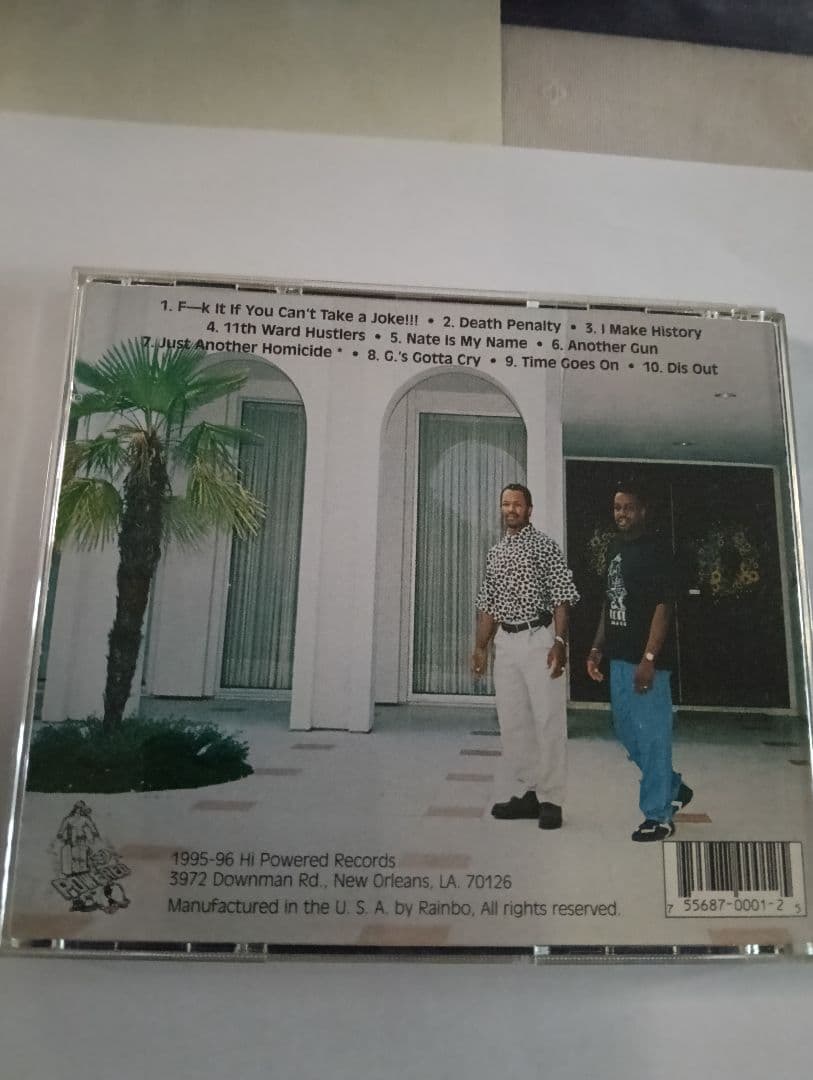 1. F—k It If You Can't Take a Joke!!! • 2. Death Penalty • 3. I Make History
4. 11th Ward Hustlers • 5. Nate Is My Name • 6. Another Gun
7. Just Another Homicide * • 8. G.'s Gotta Cry • 9. Time Goes On • 10. Dis Out
1995-96 Hi Powered Records
3972 Downman Rd., New Orleans, LA. 70126
Manufactured in the U. S. A. by Rainbo, All rights reserved.
7 55687-0001-2 5